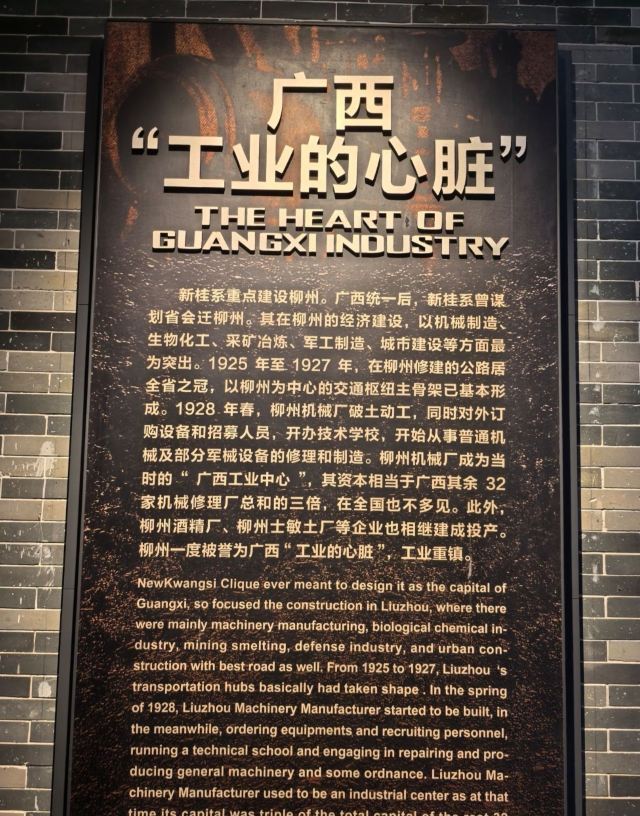 广西
“工业的心脏”
THE HEART OF
GUANGXI INDUSTRY
新桂系重点建设柳州。广西统一后，新桂系曾谋
划省会迁柳州。其在柳州的经济建设，以机械制造、
生物化工、采矿冶炼、军工制造、城市建设等方面最
为突出。1925 年至 1927 年，在柳州修建的公路居
全省之冠，以柳州为中心的交通枢纽主骨架已基本形
成。1928 年春，柳州机械厂破土动工，同时对外订
购设备和招募人员，开办技术学校，开始从事普通机
械及部分军械设备的修理和制造。柳州机械厂成为当
时的“ 广西工业中心 ”，其资本相当于广西其余 32
家机械修理厂总和的三倍，在全国也不多见。此外，
柳州酒精厂、柳州士敏土厂等企业也相继建成投产。
柳州一度被誉为广西“工业的心脏”，工业重镇。
NewKwangsi Clique ever meant to design it as the capital of
Guangxi, so focused the construction in Liuzhou, where there
were mainly machinery manufacturing, biological chemical in-
dustry, mining smelting, defense industry, and urban con-
struction with best road as well. From 1925 to 1927, Liuzhou ‘s
transportation hubs basically had taken shape . In the spring
of 1928, Liuzhou Machinery Manufacturer started to be built, in
the meanwhile, ordering equipments and recruiting personnel,
running a technical school and engaging in repairing and pro-
ducing general machinery and some ordnance. Liuzhou Ma-
chinery Manufacturer used to be an industrial center as at that
time its capital was triple of the total capital of the rest 32